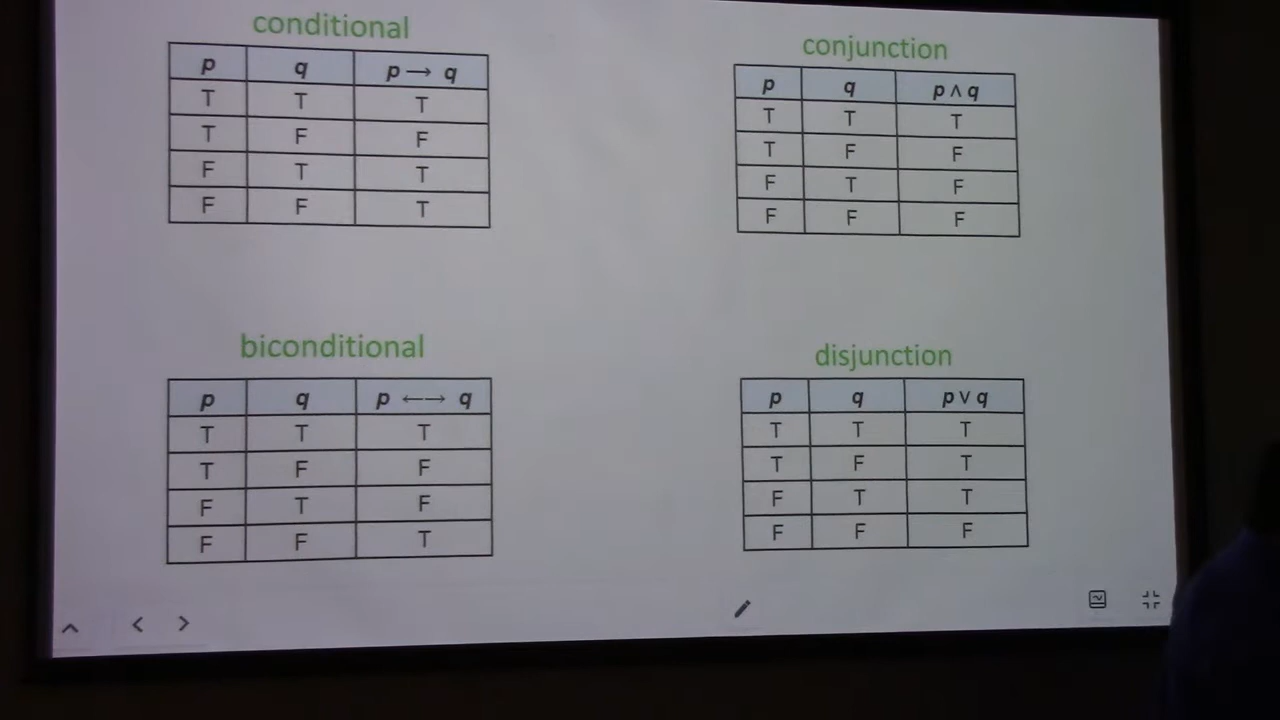 conditional
p q p → q
T T T
T F F
F T T
F F T
conjunction
p q p ∧ q
T T T
T F F
F T F
F F F
biconditional
p q p ⟷ q
T T T
T F F
F T F
F F T
disjunction
p q p ∨ q
T T T
T F T
F T T
F F F